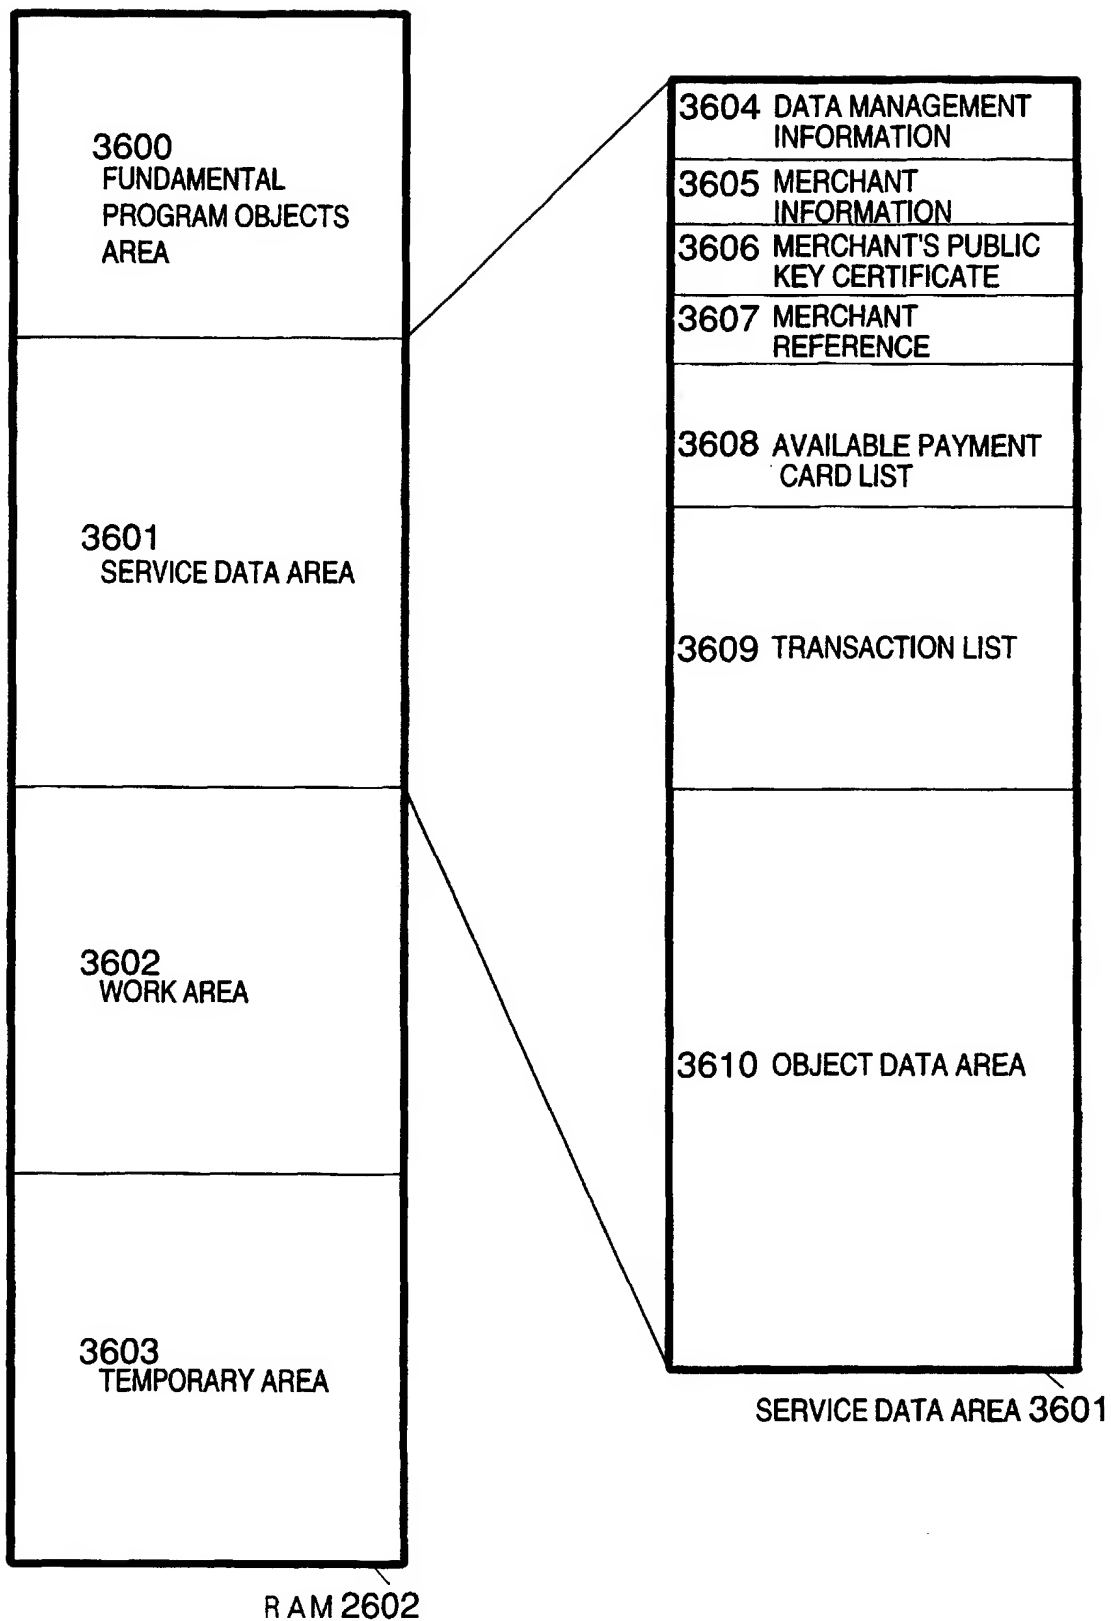 3600
FUNDAMENTAL
PROGRAM OBJECTS
AREA
3601
SERVICE DATA AREA
3602
WORK AREA
3603
TEMPORARY AREA
RAM 2602
3604 DATA MANAGEMENT
INFORMATION
3605 MERCHANT
INFORMATION
3606 MERCHANT'S PUBLIC
KEY CERTIFICATE
3607 MERCHANT
REFERENCE
3608 AVAILABLE PAYMENT
CARD LIST
3609 TRANSACTION LIST
3610 OBJECT DATA AREA
SERVICE DATA AREA 3601